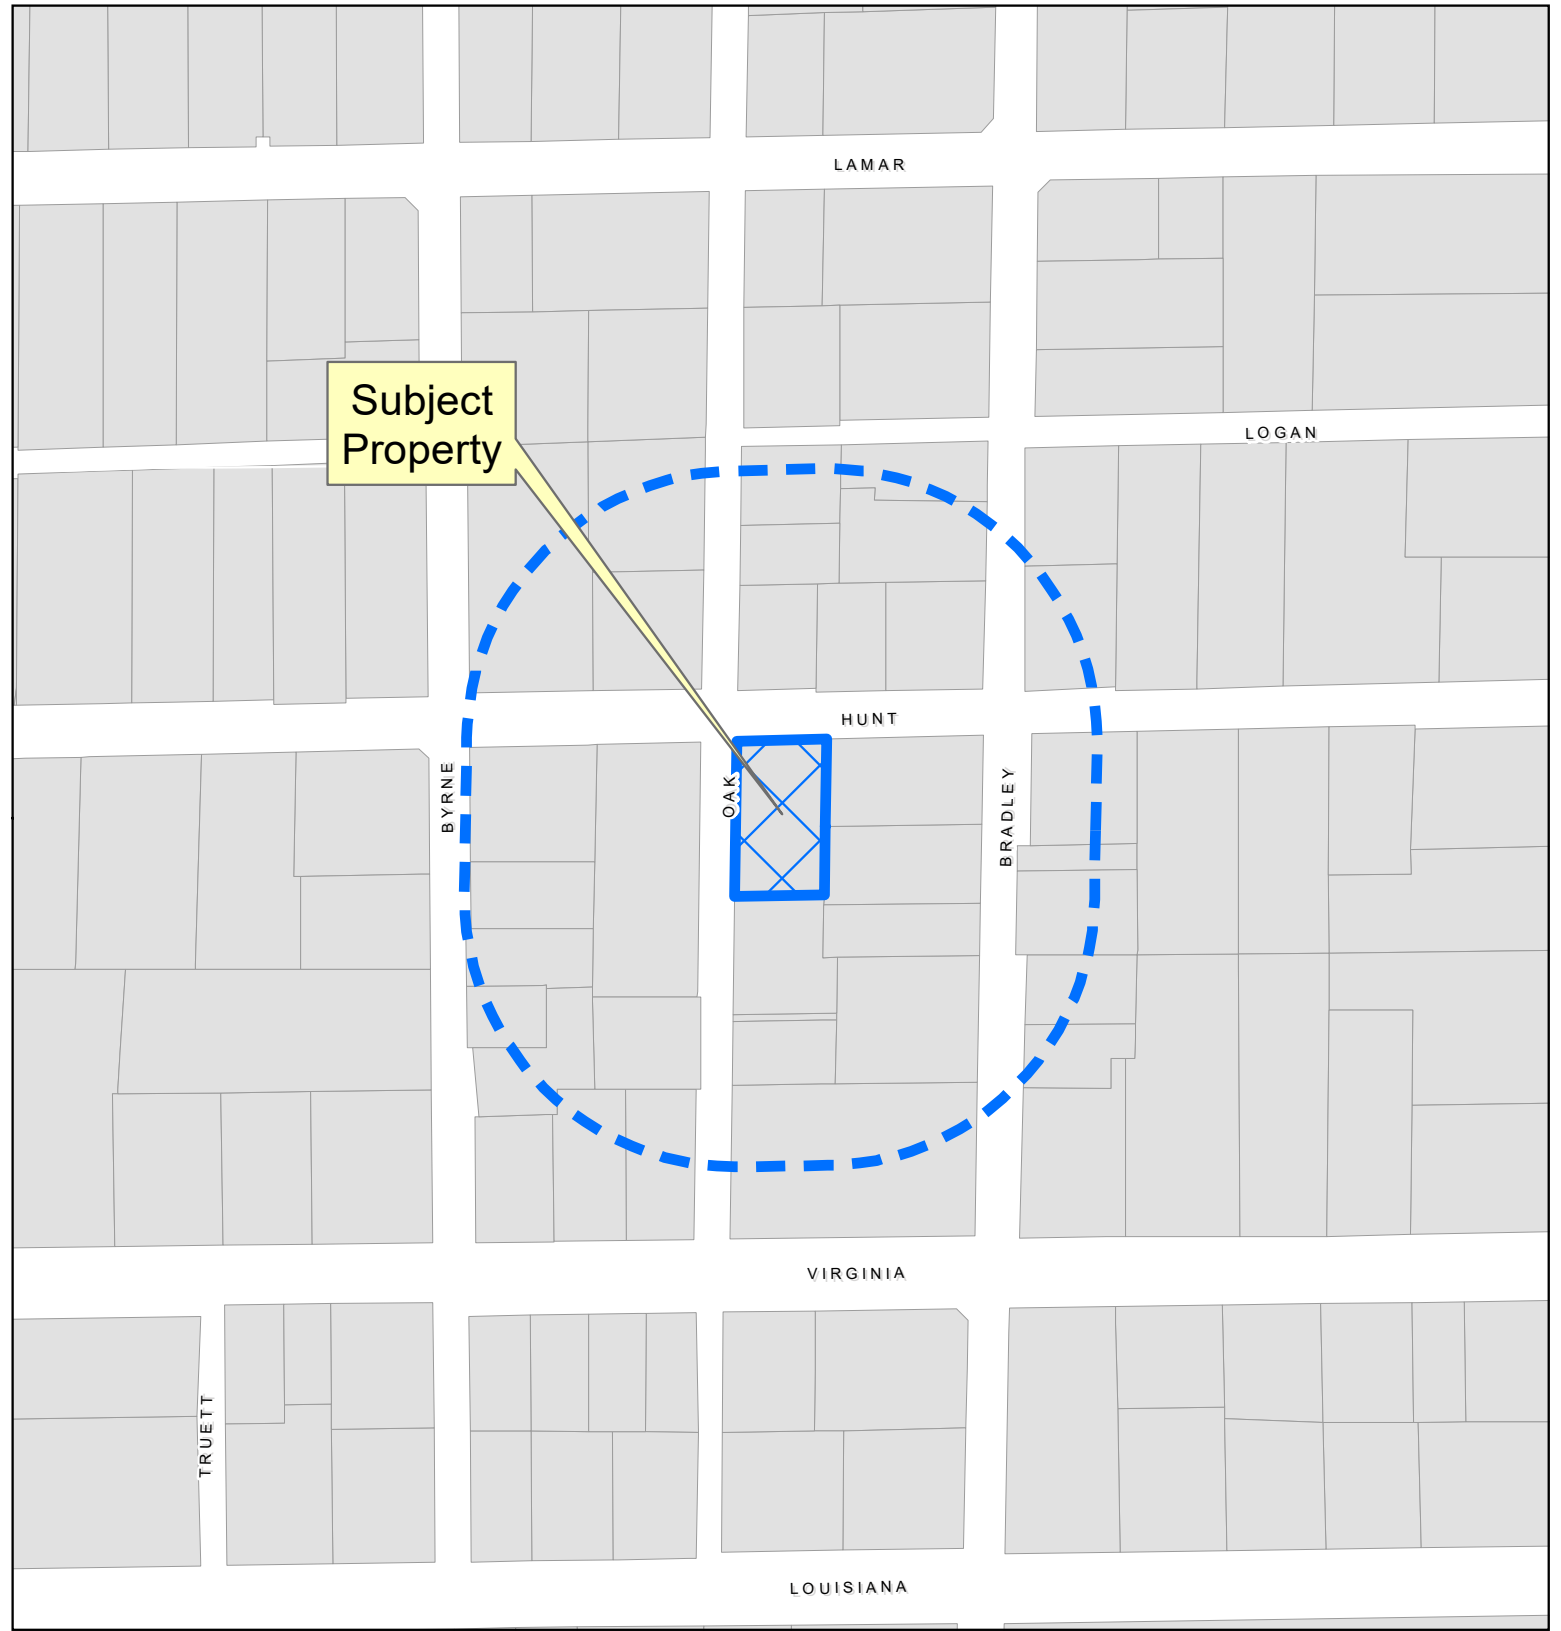 LAMAR
Subject
Property
LOGAN
HUNT
BYRNE
OAK
BRADLEY
VIRGINIA
TRUETT
LOUISIANA